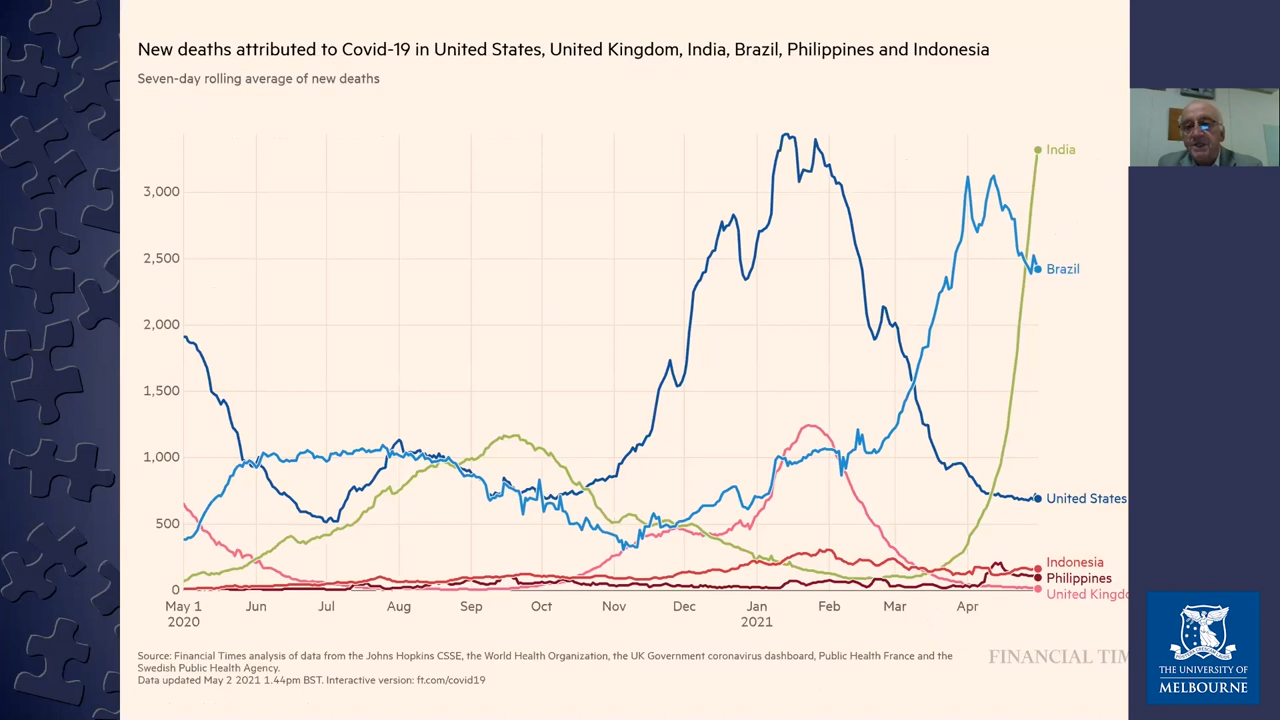 New deaths attributed to Covid-19 in United States, United Kingdom, India, Brazil, Philippines and Indonesia
Seven-day rolling average of new deaths
3,000
2,500
2,000
1,500
1,000
500
0
India
Brazil
United States
Indonesia
Philippines
United Kingdo
May 1 Jun Jul Aug Sep Oct Nov Dec Jan Feb Mar Apr
2020 2021
Source: Financial Times analysis of data from the Johns Hopkins CSSE, the World Health Organization, the UK Government coronavirus dashboard, Public Health France and the
Swedish Public Health Agency.
Data updated May 2 2021 1.44pm BST. Interactive version: ft.com/covid19
FINANCIAL TIM
THE UNIVERSITY OF
MELBOURNE